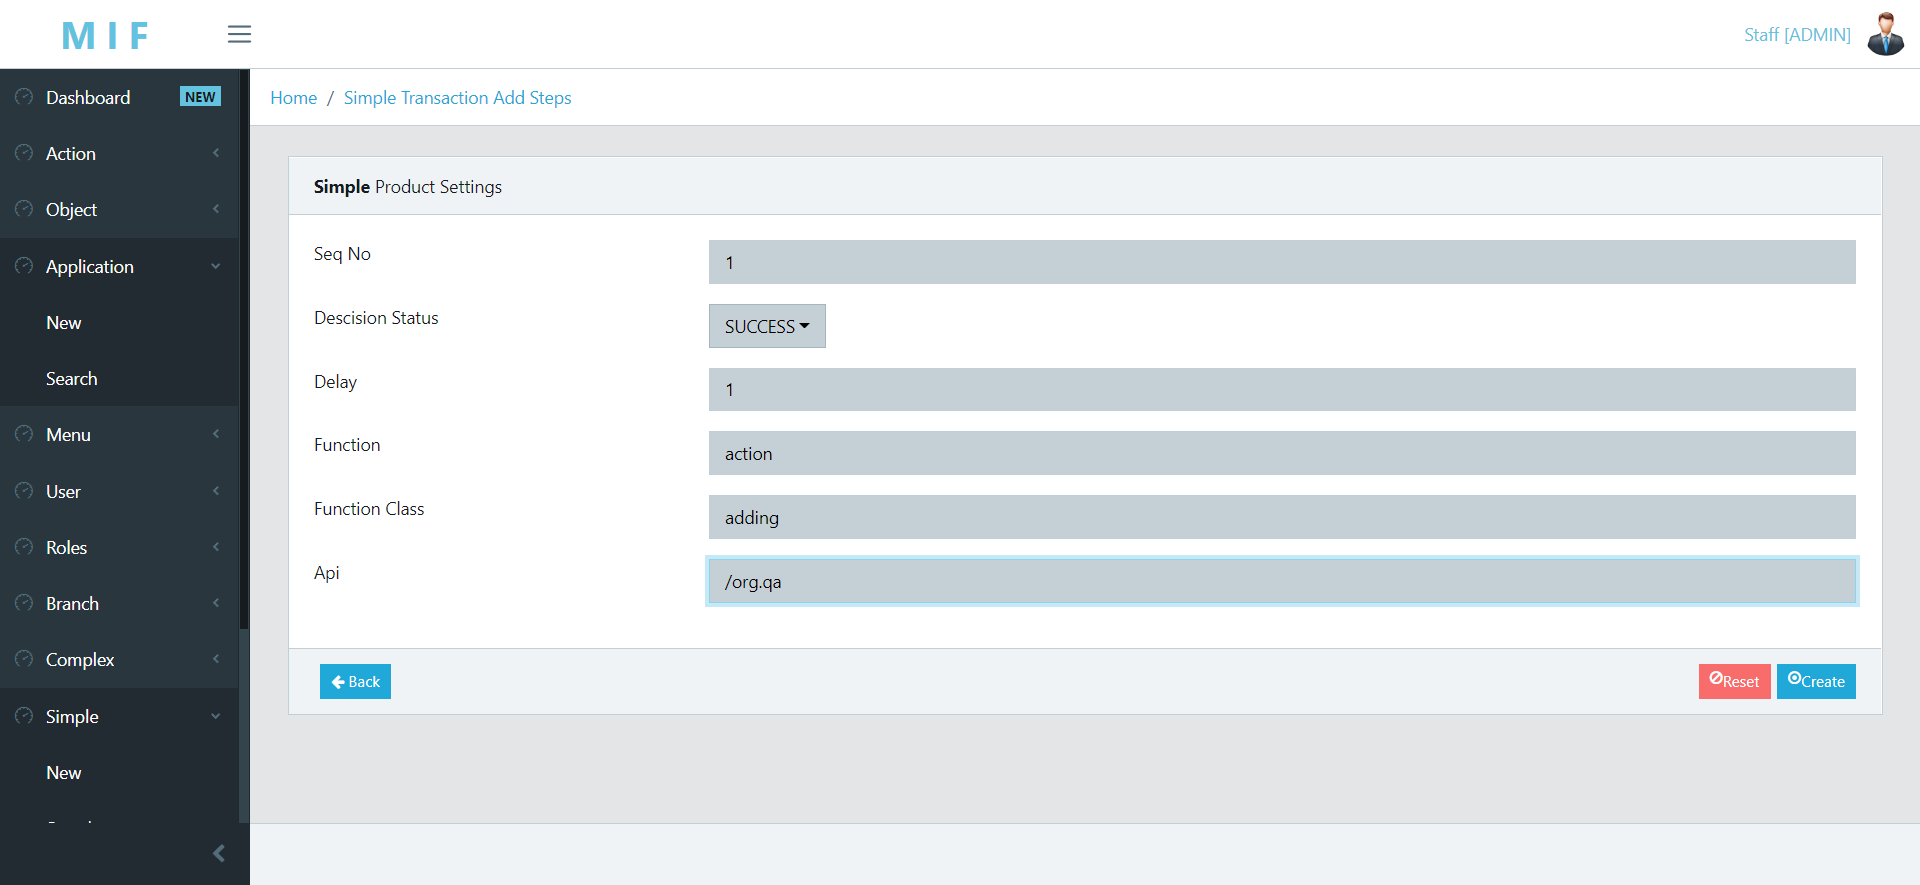 M I F
Staff [ADMIN]
Dashboard NEW
Action
Object
Application
New
Search
Menu
User
Roles
Branch
Complex
Simple
New
Home / Simple Transaction Add Steps
Simple Product Settings
Seq No
1
Descision Status
SUCCESS
Delay
1
Function
action
Function Class
adding
Api
/org.qa
Back
Reset
Create